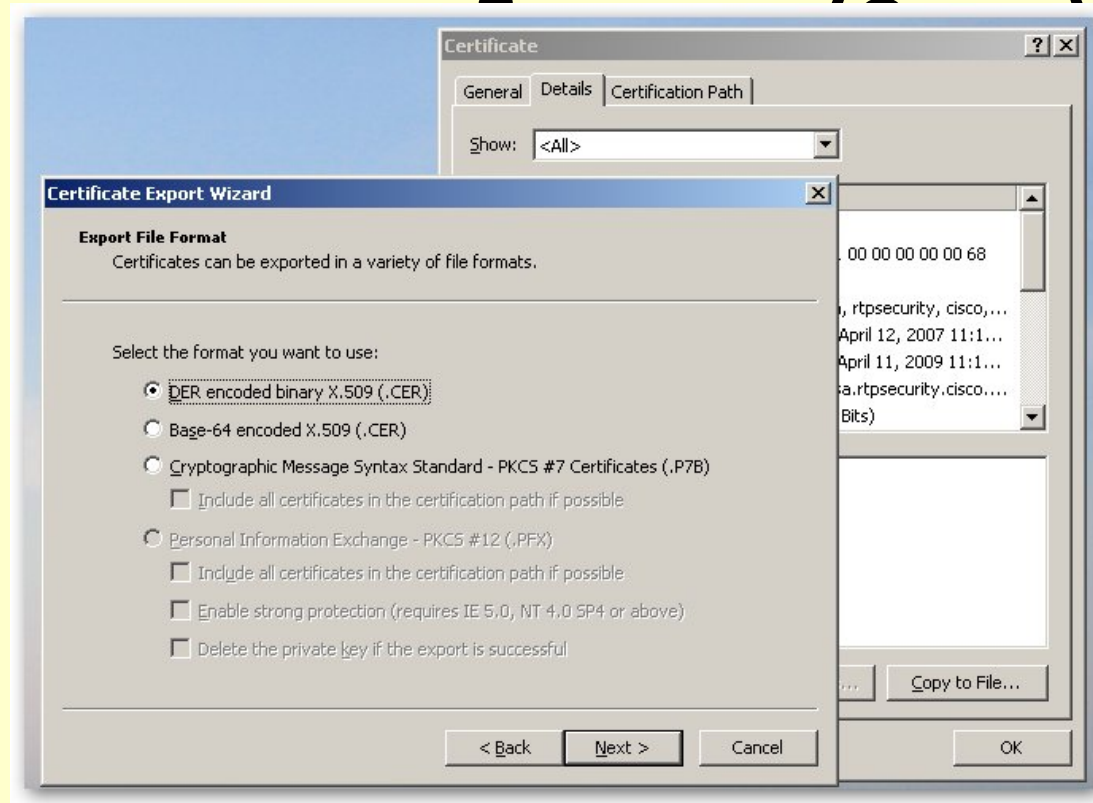 Certificate
General Details Certification Path
Show: <All>
Certificate Export Wizard
Export File Format
Certificates can be exported in a variety of file formats.
Select the format you want to use:
DER encoded binary X.509 (.CER)
Base-64 encoded X.509 (.CER)
Cryptographic Message Syntax Standard - PKCS #7 Certificates (.P7B)
Include all certificates in the certification path if possible
Personal Information Exchange - PKCS #12 (.PFX)
Include all certificates in the certification path if possible
Enable strong protection (requires IE 5.0, NT 4.0 SP4 or above)
Delete the private key if the export is successful
< Back Next > Cancel
00 00 00 00 00 68
, rtpsecurity, cisco,...
April 12, 2007 11:1...
April 11, 2009 11:1...
sa.rtpsecurity.cisco....
Bits)
... Copy to File...
OK